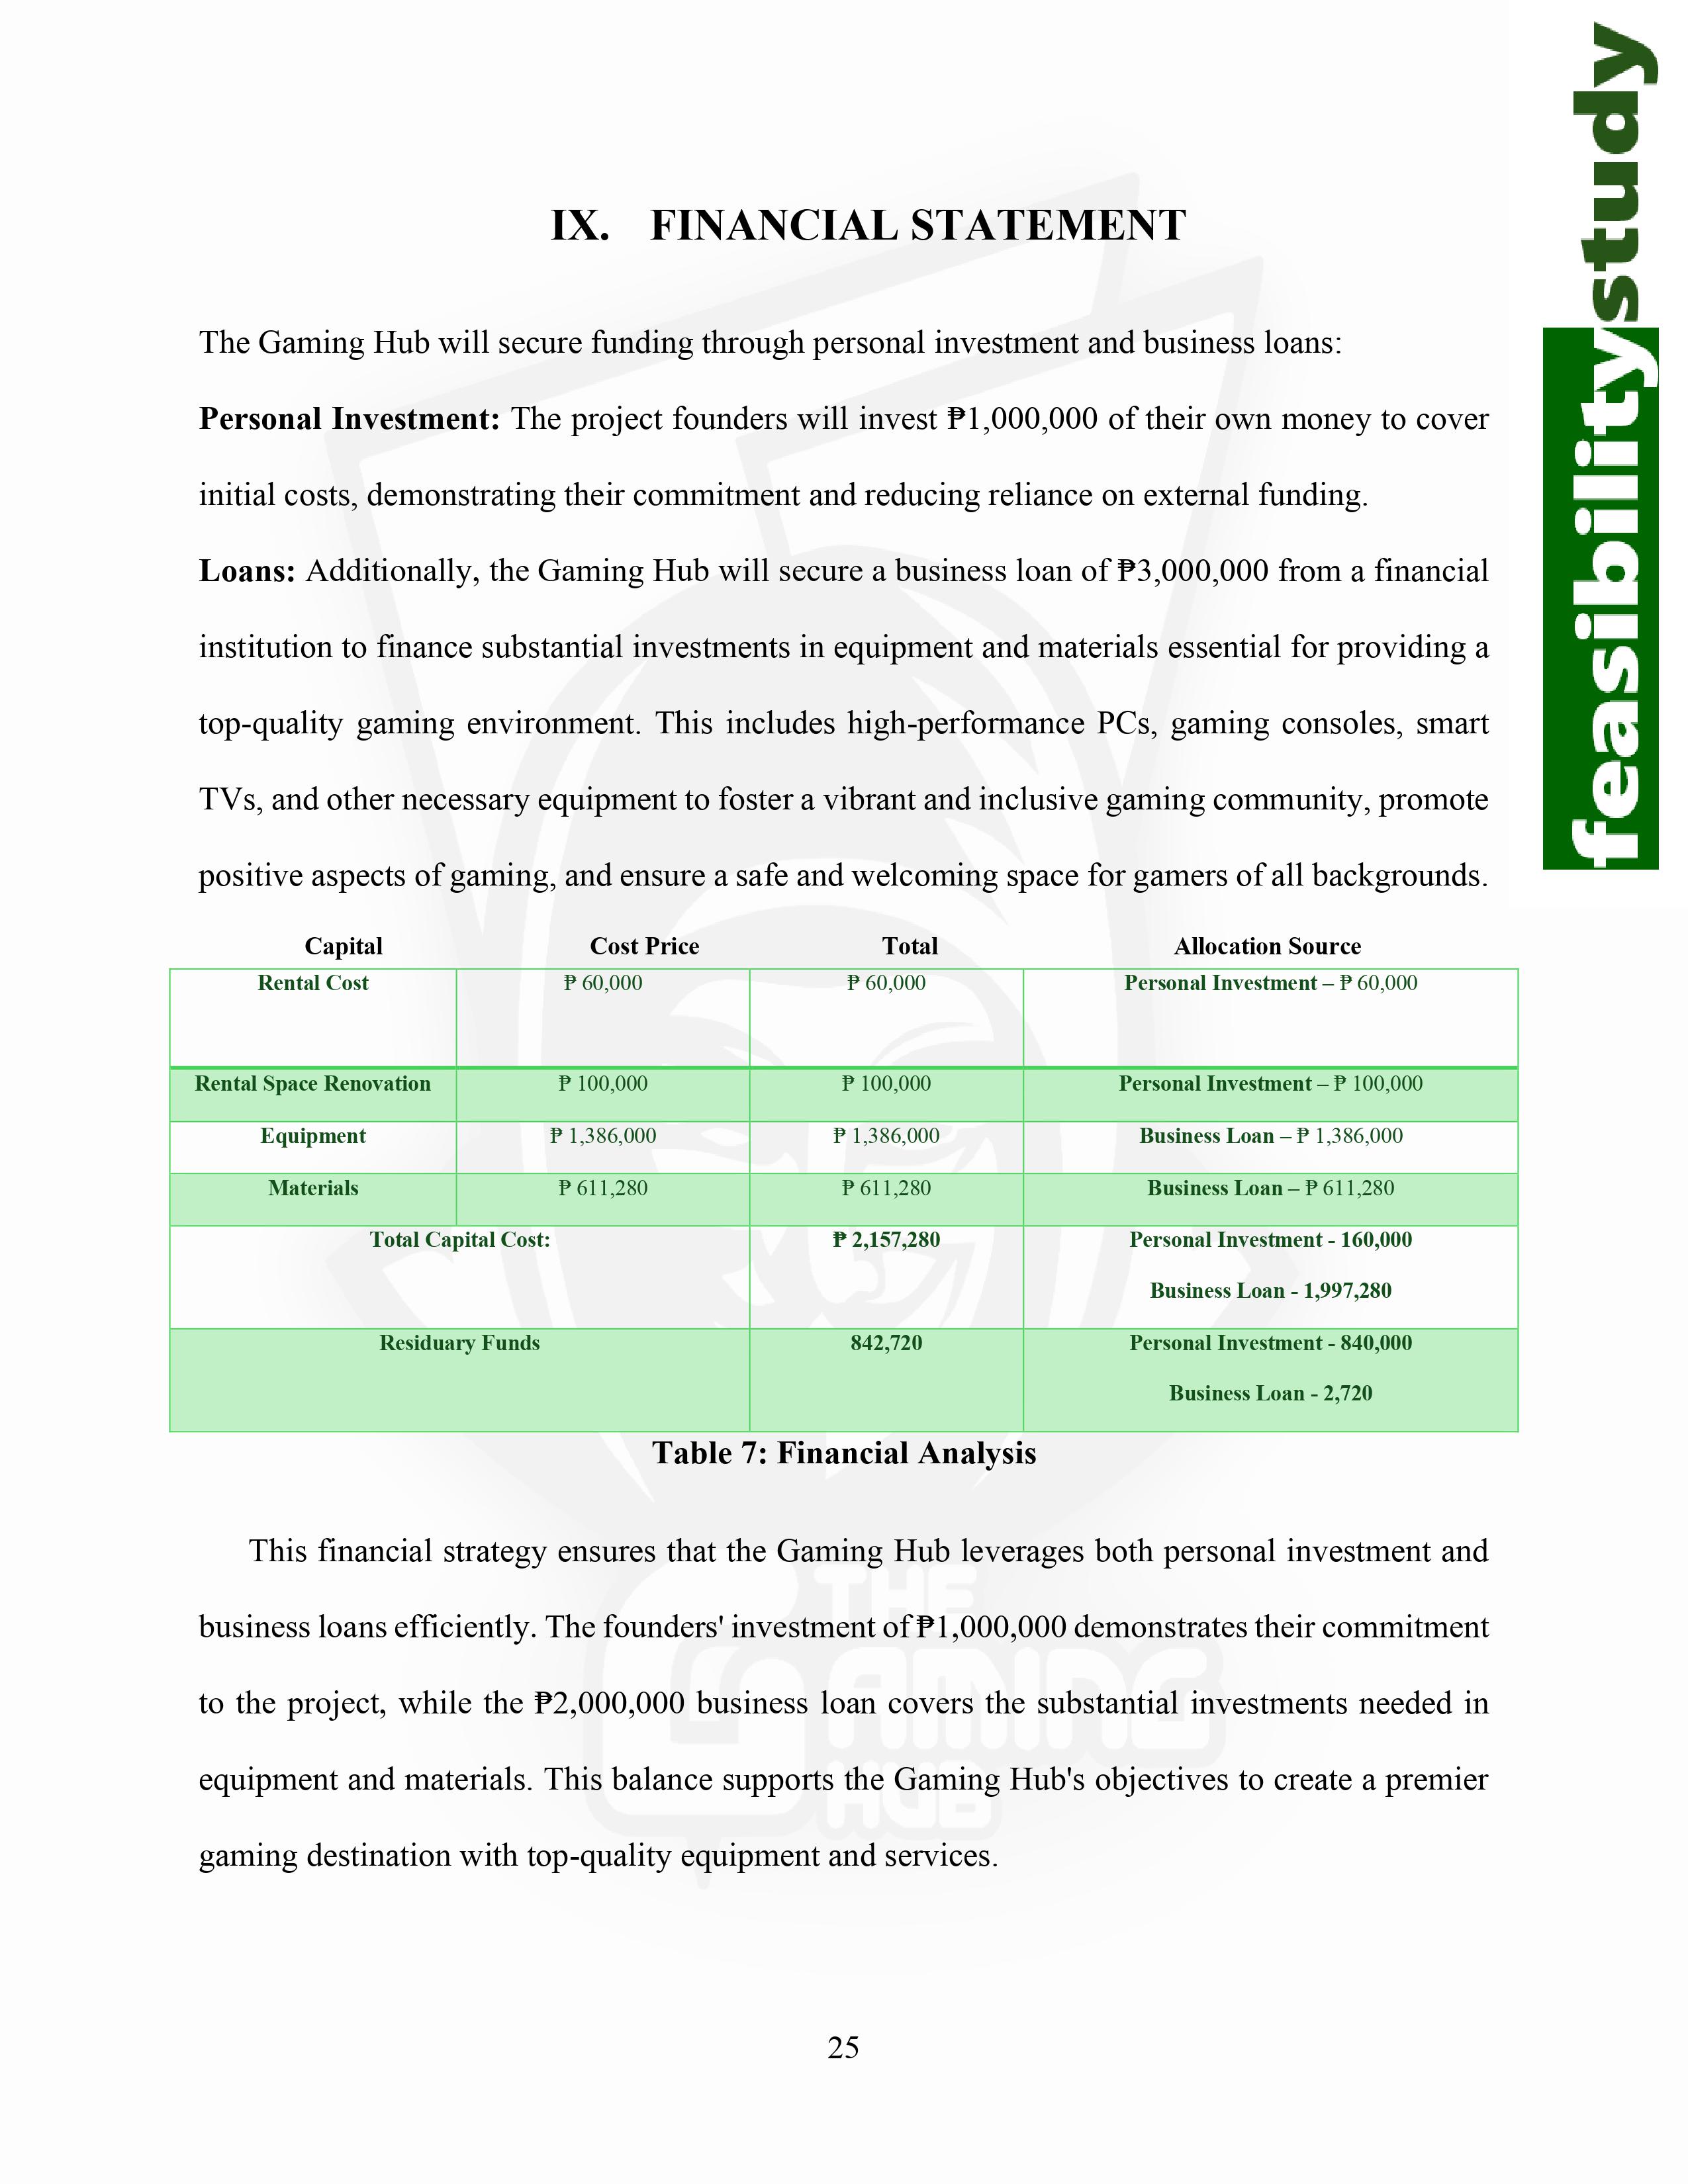 feasibilitystudy
IX. FINANCIAL STATEMENT
The Gaming Hub will secure funding through personal investment and business loans:
Personal Investment: The project founders will invest ₱1,000,000 of their own money to cover
initial costs, demonstrating their commitment and reducing reliance on external funding.
Loans: Additionally, the Gaming Hub will secure a business loan of ₱3,000,000 from a financial
institution to finance substantial investments in equipment and materials essential for providing a
top-quality gaming environment. This includes high-performance PCs, gaming consoles, smart
TVs, and other necessary equipment to foster a vibrant and inclusive gaming community, promote
positive aspects of gaming, and ensure a safe and welcoming space for gamers of all backgrounds.
Capital Cost Price Total Allocation Source
Rental Cost ₱ 60,000 ₱ 60,000 Personal Investment – ₱ 60,000
Rental Space Renovation ₱ 100,000 ₱ 100,000 Personal Investment – ₱ 100,000
Equipment ₱ 1,386,000 ₱ 1,386,000 Business Loan – ₱ 1,386,000
Materials ₱ 611,280 ₱ 611,280 Business Loan – ₱ 611,280
Total Capital Cost: ₱ 2,157,280 Personal Investment - 160,000
Business Loan - 1,997,280
Residuary Funds 842,720 Personal Investment - 840,000
Business Loan - 2,720
Table 7: Financial Analysis
This financial strategy ensures that the Gaming Hub leverages both personal investment and
business loans efficiently. The founders' investment of ₱1,000,000 demonstrates their commitment
to the project, while the ₱2,000,000 business loan covers the substantial investments needed in
equipment and materials. This balance supports the Gaming Hub's objectives to create a premier
gaming destination with top-quality equipment and services.
THE
GAMING
HUB
25